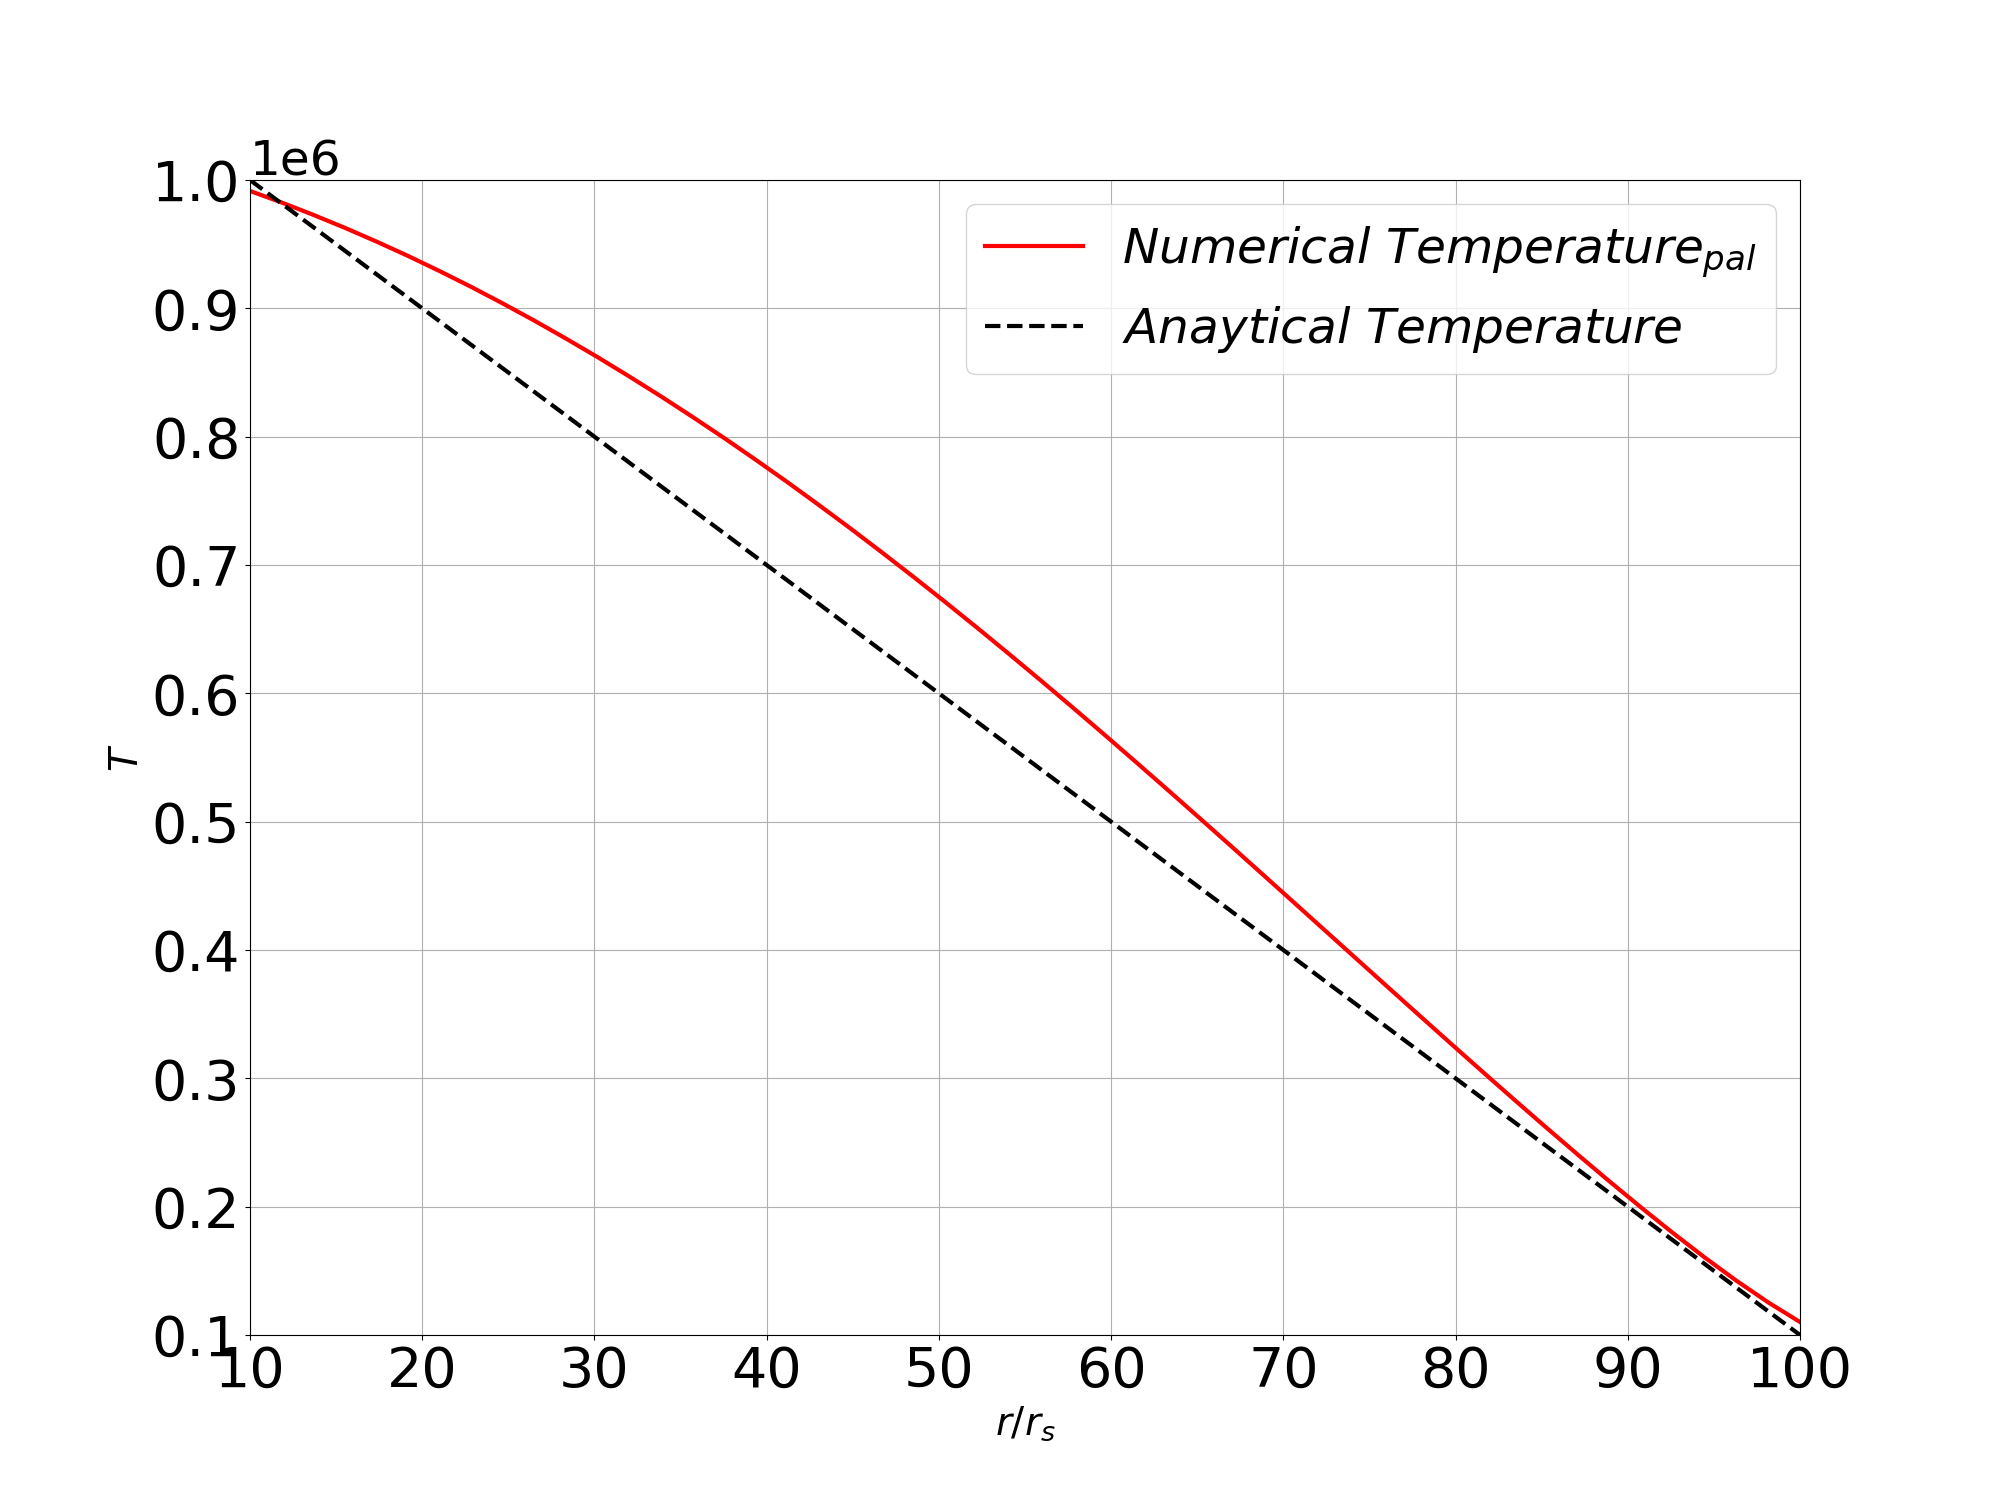 1e6
1.0
0.9
0.8
0.7
0.6
0.5
0.4
0.3
0.2
0.1
T
Numerical Temperature_pal
Anaytical Temperature
10 20 30 40 50 60 70 80 90 100
r/r_s